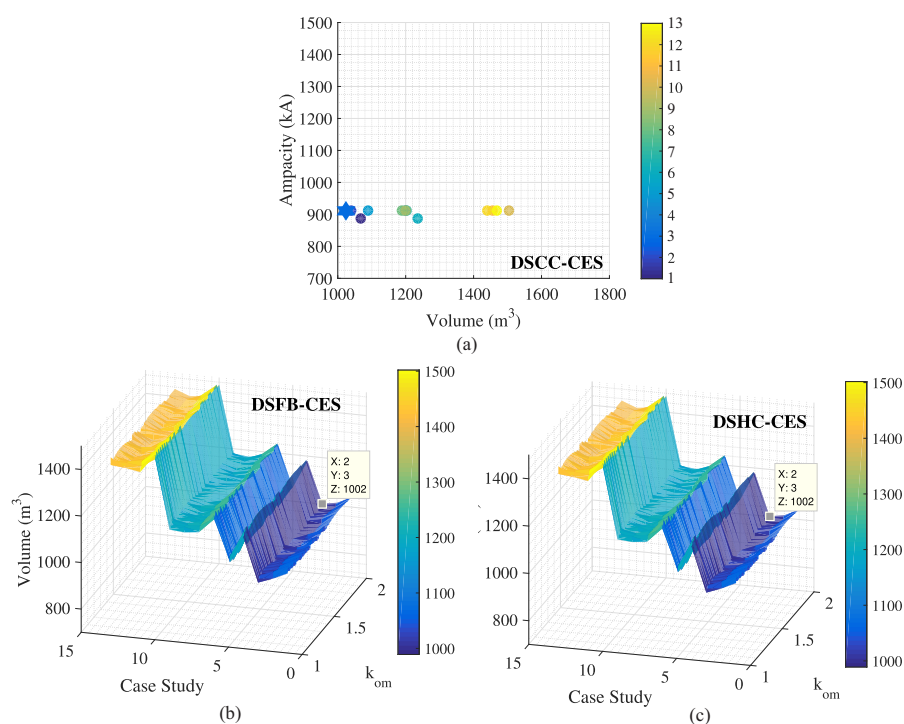 1500
1400
1300
1200
1100
1000
900
800
700
Ampacity (kA)
1000 1200 1400 1600 1800
Volume (m³)
DSCC-CES
13
12
11
10
9
8
7
6
5
4
3
2
1
(a)
DSFB-CES
X: 2
Y: 3
Z: 1002
1400
1200
1000
800
Volume (m³)
15 10 5 0
Case Study
1 1.5 2
k_om
1500
1400
1300
1200
1100
1000
(b)
DSHC-CES
X: 2
Y: 3
Z: 1002
1400
1200
1000
800
15 10 5 0
Case Study
1 1.5 2
k_om
1500
1400
1300
1200
1100
1000
(c)